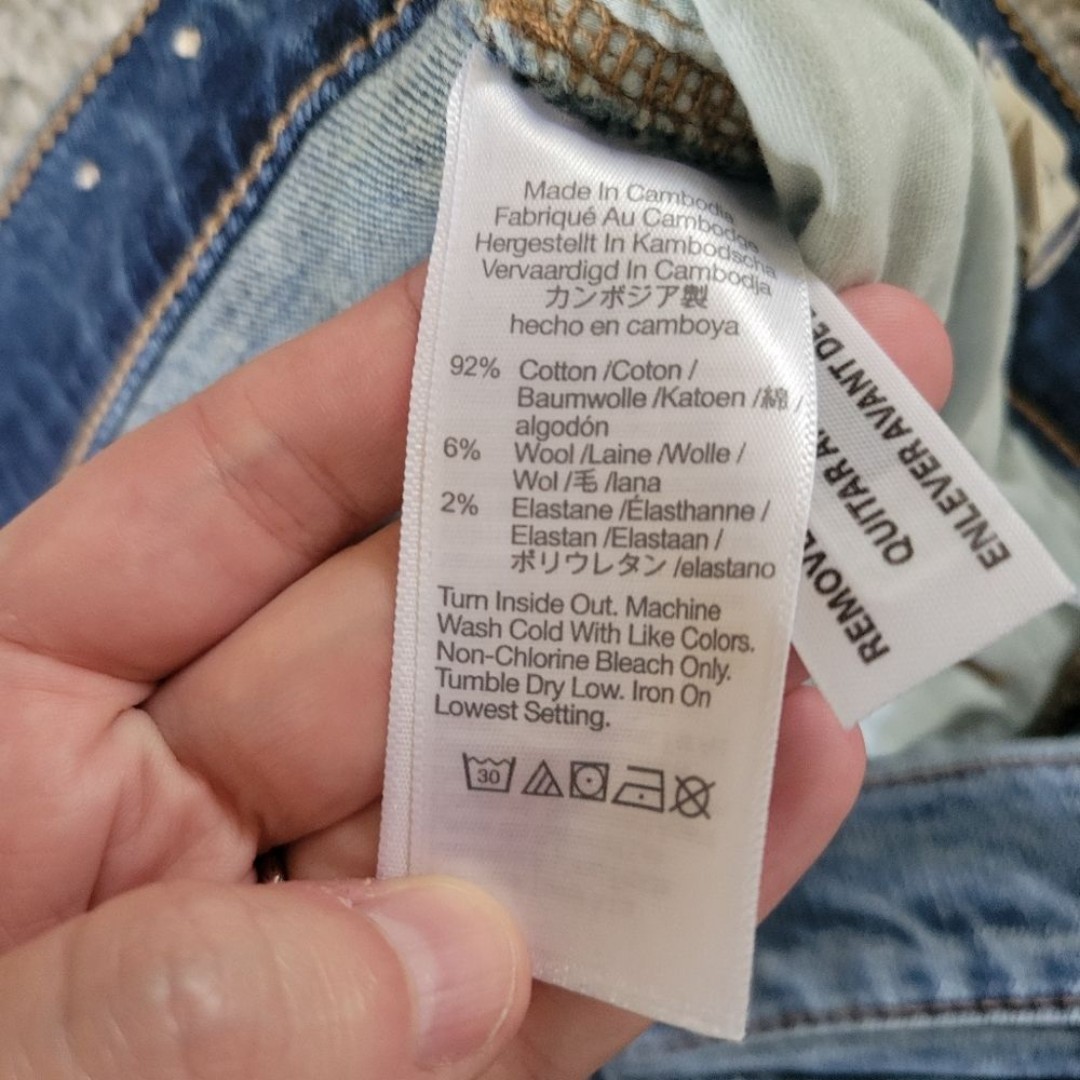 Made In Cambodia
Fabriqué Au Cambodge
Hergestellt In Kambodscha
Vervaardigd In Cambodja
カンボジア製
hecho en camboya
92% Cotton /Coton /
Baumwolle /Katoen /綿 /
algodón
6% Wool /Laine /Wolle /
Wol /毛 /lana
2% Elastane /Élasthanne /
Elastan /Elastaan /
ポリウレタン /elastano
Turn Inside Out. Machine
Wash Cold With Like Colors.
Non-Chlorine Bleach Only.
Tumble Dry Low. Iron On
Lowest Setting.
30
REMOVE
QUITAR
ENLEVER AVANT